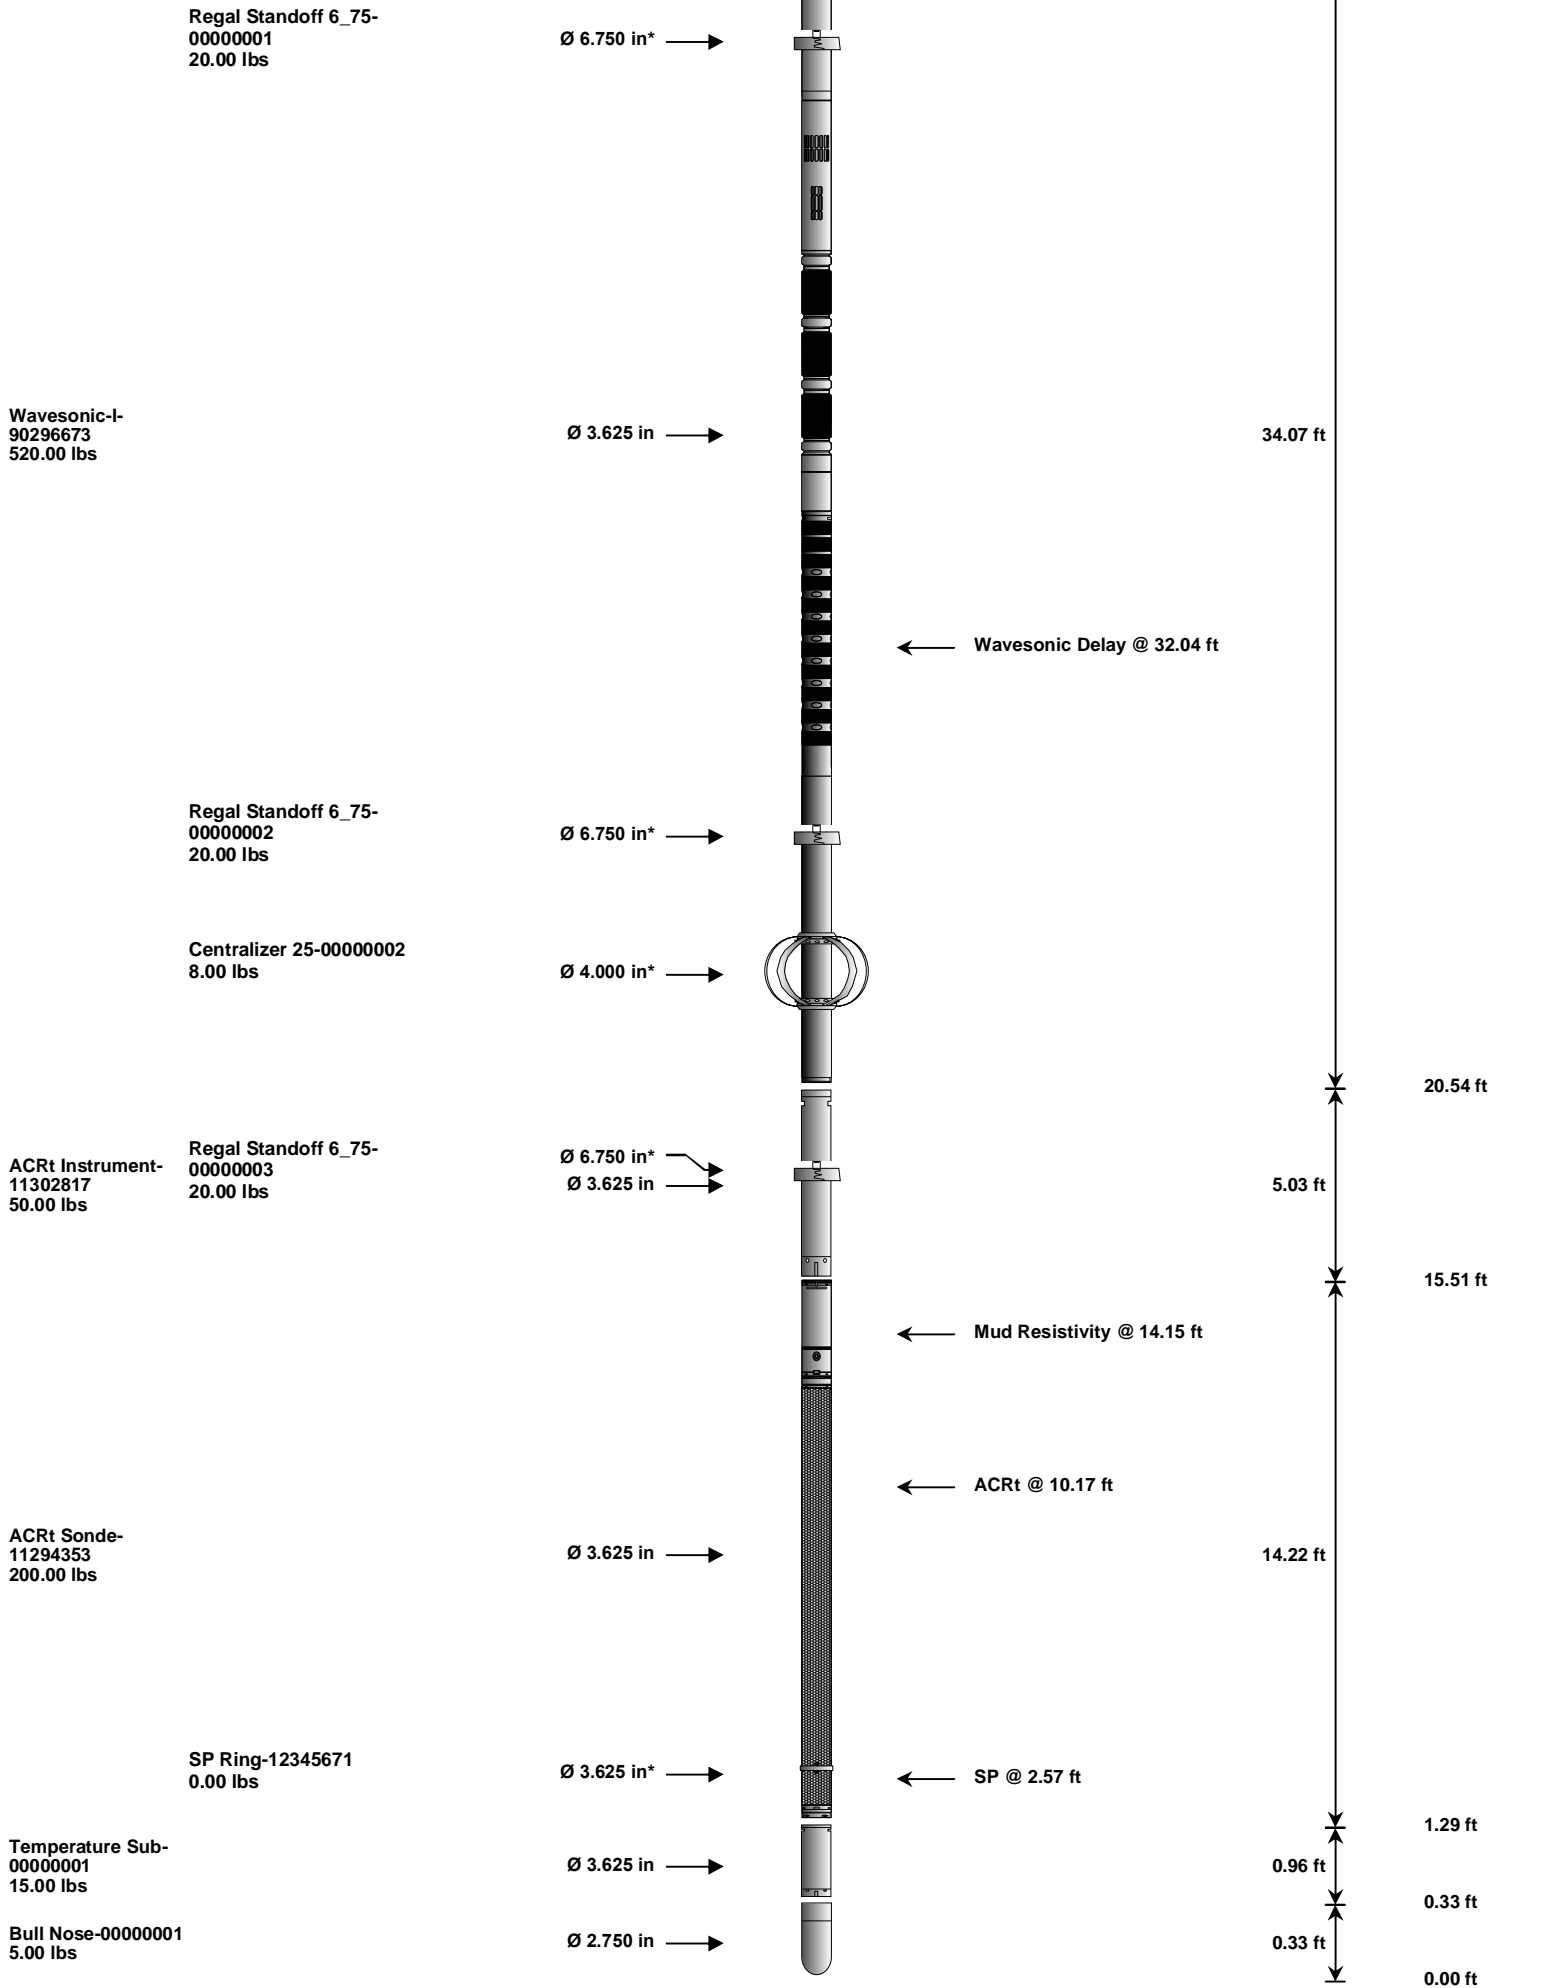 Regal Standoff 6_75-
00000001
20.00 lbs
Ø 6.750 in*
Wavesonic-I-
90296673
520.00 lbs
Ø 3.625 in
34.07 ft
Wavesonic Delay @ 32.04 ft
Regal Standoff 6_75-
00000002
20.00 lbs
Ø 6.750 in*
Centralizer 25-00000002
8.00 lbs
Ø 4.000 in*
20.54 ft
ACRt Instrument-
11302817
50.00 lbs
Regal Standoff 6_75-
00000003
20.00 lbs
Ø 6.750 in*
Ø 3.625 in
5.03 ft
15.51 ft
Mud Resistivity @ 14.15 ft
ACRt @ 10.17 ft
ACRt Sonde-
11294353
200.00 lbs
Ø 3.625 in
14.22 ft
SP Ring-12345671
0.00 lbs
Ø 3.625 in*
SP @ 2.57 ft
1.29 ft
Temperature Sub-
00000001
15.00 lbs
Ø 3.625 in
0.96 ft
0.33 ft
Bull Nose-00000001
5.00 lbs
Ø 2.750 in
0.33 ft
0.00 ft